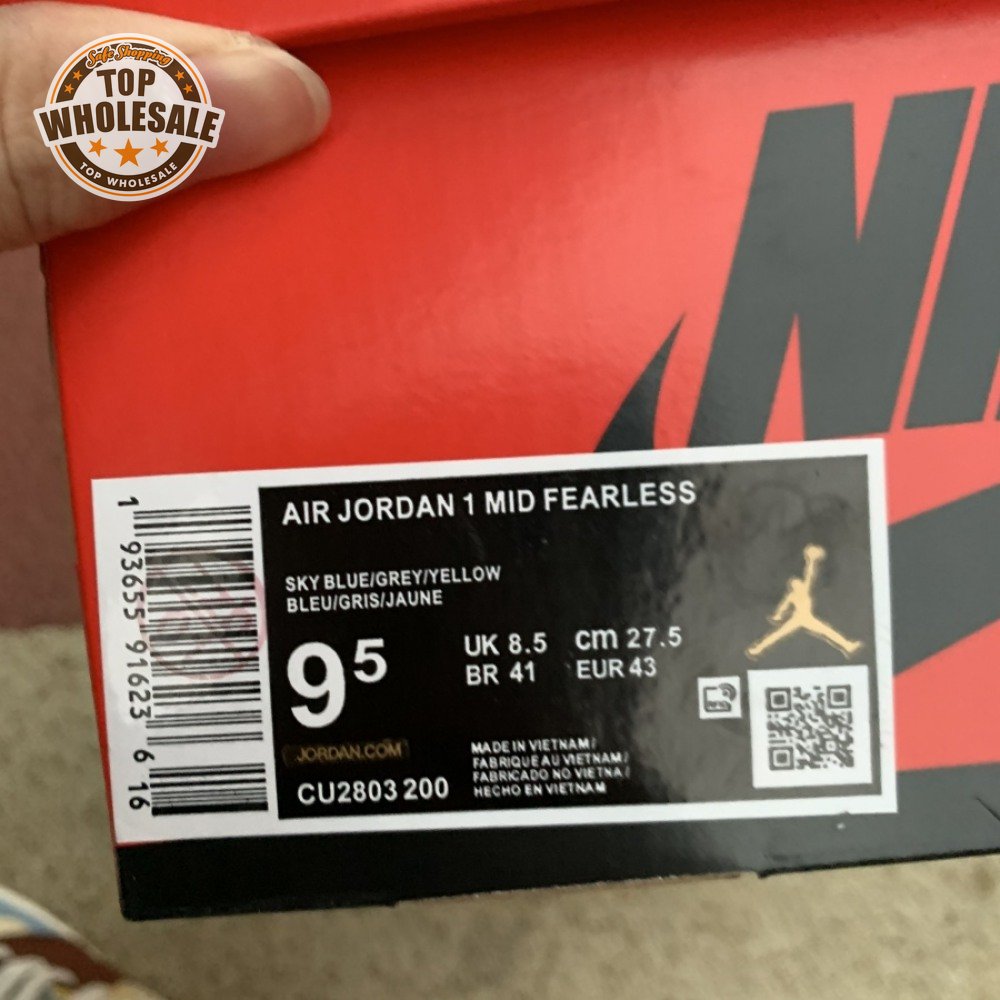 Safe Shopping
TOP
WHOLESALE
TOP WHOLESALE
NI
AIR JORDAN 1 MID FEARLESS
SKY BLUE/GREY/YELLOW
BLEU/GRIS/JAUNE
9⁵
UK 8.5 cm 27.5
BR 41 EUR 43
JORDAN.COM
CU2803 200
MADE IN VIETNAM/
FABRIQUÉ AU VIETNAM/
FABRICADO NO VIETNA/
HECHO EN VIETNAM
1 93655 91623 6 16